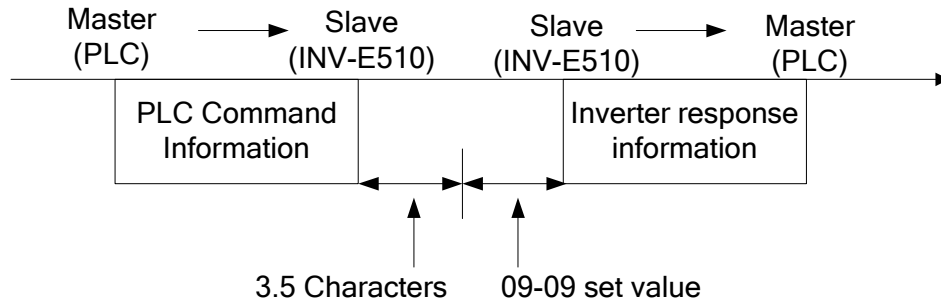 Master
(PLC)
Slave
(INV-E510)
Slave
(INV-E510)
Master
(PLC)
PLC Command
Information
Inverter response
information
3.5 Characters
09-09 set value